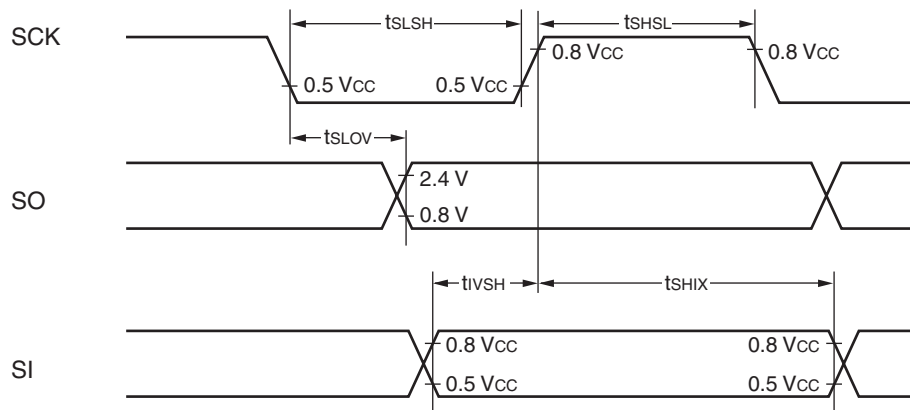 tSLSH
tSHSL
SCK
0.8 VCC
0.8 VCC
0.5 VCC
0.5 VCC
tSLOV
2.4 V
SO
0.8 V
tIVSH
tSHIX
0.8 VCC
0.8 VCC
SI
0.5 VCC
0.5 VCC